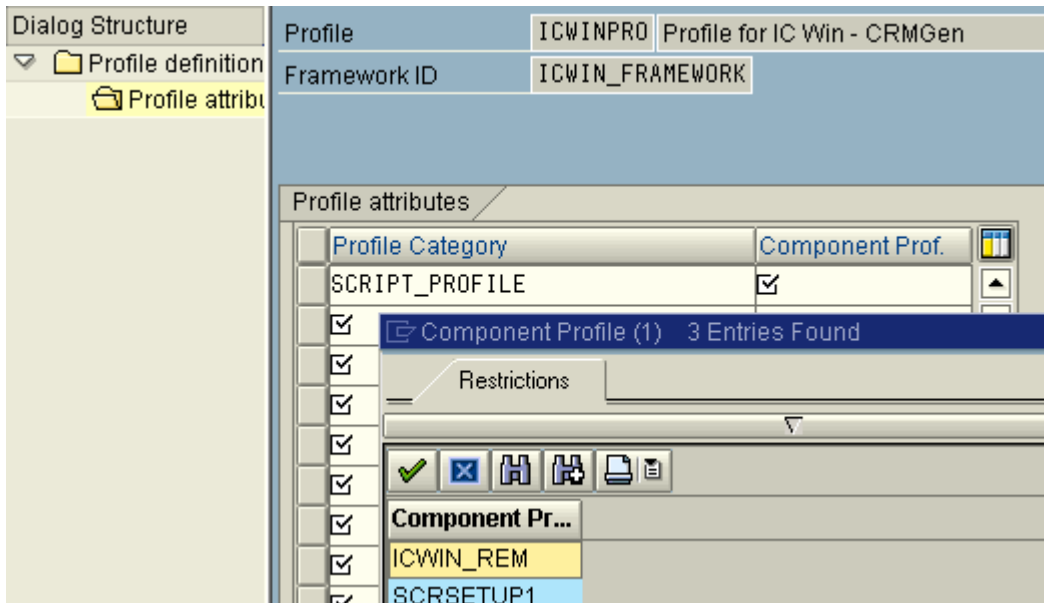 Dialog Structure
Profile definition
Profile attribu
Profile ICWINPRO Profile for IC Win - CRMGen
Framework ID ICWIN_FRAMEWORK
Profile attributes
Profile Category Component Prof.
SCRIPT_PROFILE
Component Profile (1) 3 Entries Found
Restrictions
Component Pr...
ICWIN_REM
SCRSETUP1